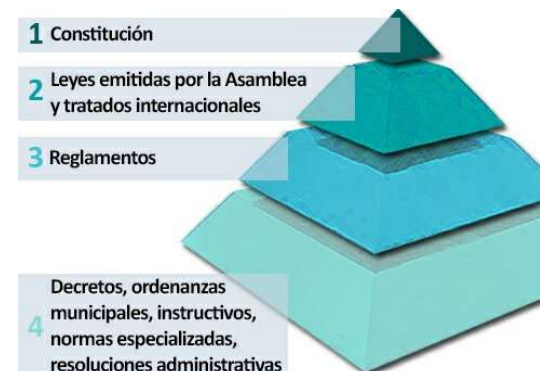 1 Constitución
2 Leyes emitidas por la Asamblea
y tratados internacionales
3 Reglamentos
4 Decretos, ordenanzas
municipales, instructivos,
normas especializadas,
resoluciones administrativas